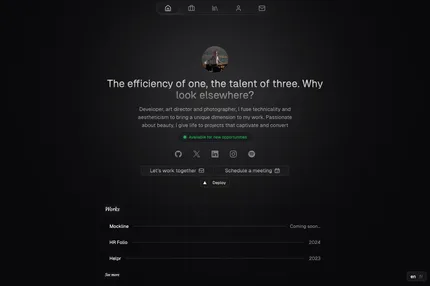 The efficiency of one, the talent of three. Why
look elsewhere?
Developer, art director and photographer, I fuse technicality and
aestheticism to bring a unique dimension to my work. Passionate
about beauty, I give life to projects that captivate and convert
Available for new opportunities
Let's work together
Schedule a meeting
Deploy
Works
Mockline
Coming soon..
HR Folio
2024
Helpr
2023
See more
en